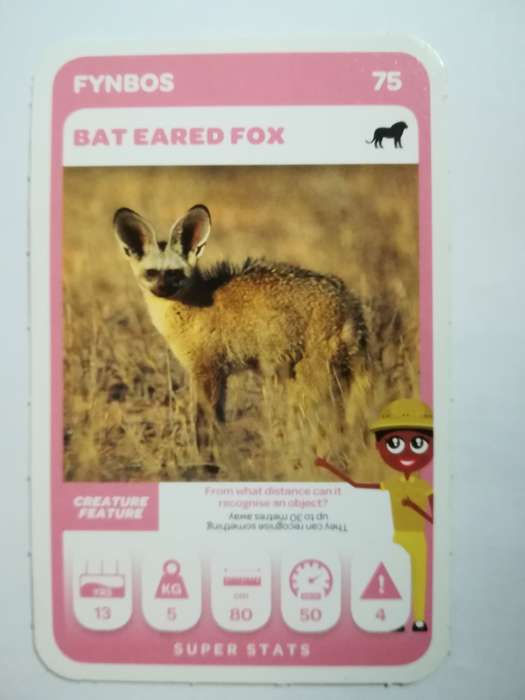 FYNBOS 75
BAT EARED FOX
CREATURE
FEATURE
From what distance can it
recognise an object?
They can recognise something
up to 30 metres away
KG
cm
13 5 80 50 4
SUPER STATS